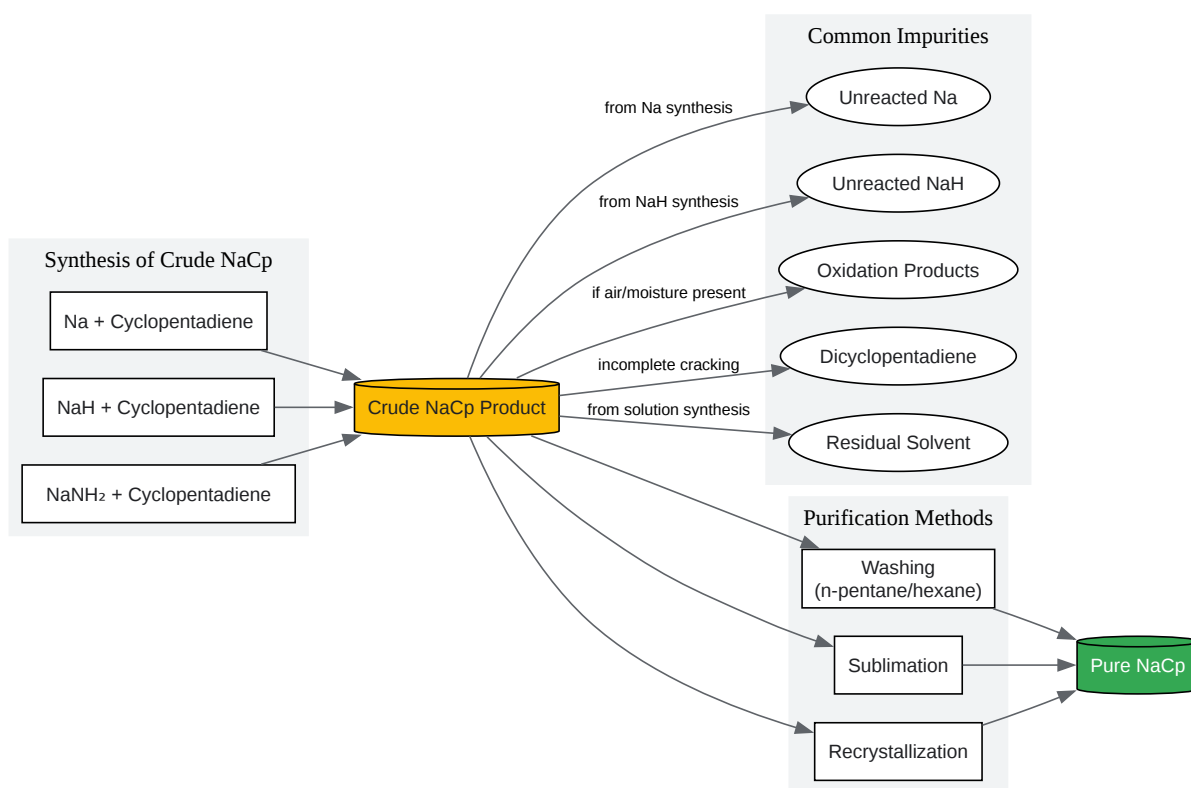 Synthesis of Crude NaCp
Na + Cyclopentadiene
NaH + Cyclopentadiene
NaNH₂ + Cyclopentadiene
Crude NaCp Product
from Na synthesis
from NaH synthesis
if air/moisture present
incomplete cracking
from solution synthesis
Common Impurities
Unreacted Na
Unreacted NaH
Oxidation Products
Dicyclopentadiene
Residual Solvent
Purification Methods
Washing
(n-pentane/hexane)
Sublimation
Recrystallization
Pure NaCp